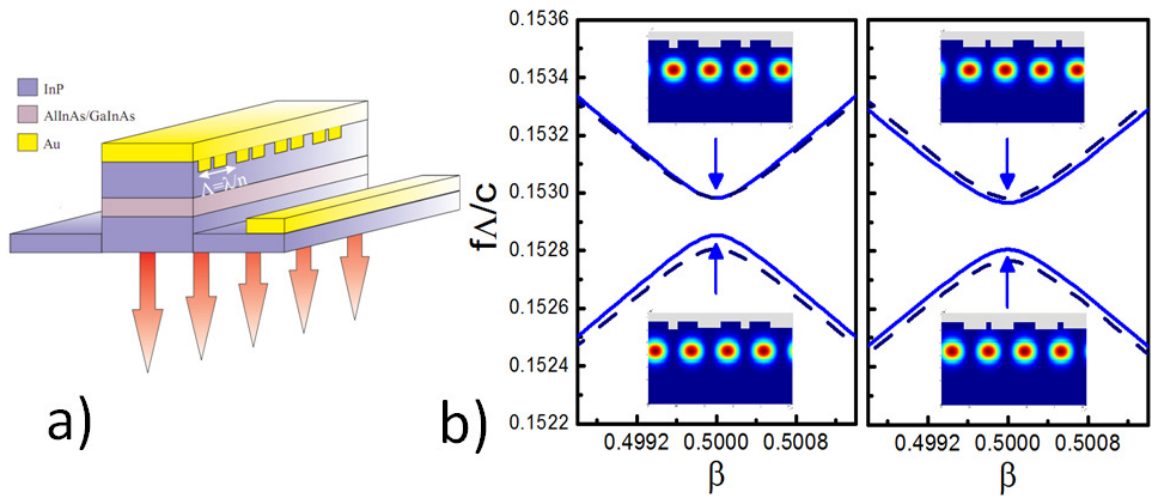 InP
AlInAs/GaInAs
Au
Λ=λ/n
a)
b)
fΛ/c
0.1536
0.1534
0.1532
0.1530
0.1528
0.1526
0.1524
0.1522
0.4992 0.5000 0.5008
β
0.4992 0.5000 0.5008
β